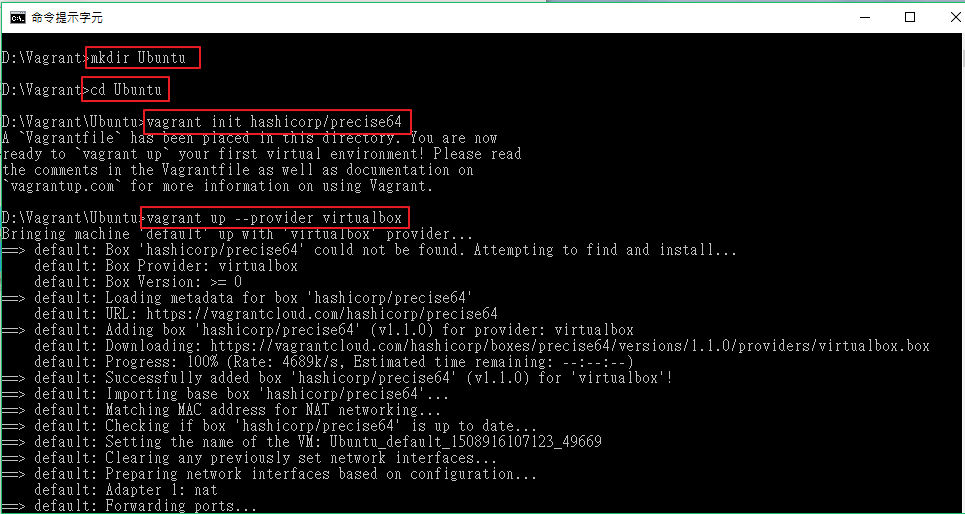 命令提示字元
D:\Vagrant>mkdir Ubuntu
D:\Vagrant>cd Ubuntu
D:\Vagrant\Ubuntu>vagrant init hashicorp/precise64
A `Vagrantfile` has been placed in this directory. You are now
ready to `vagrant up` your first virtual environment! Please read
the comments in the Vagrantfile as well as documentation on
`vagrantup.com` for more information on using Vagrant.
D:\Vagrant\Ubuntu>vagrant up --provider virtualbox
Bringing machine 'default' up with 'virtualbox' provider...
==> default: Box 'hashicorp/precise64' could not be found. Attempting to find and install...
    default: Box Provider: virtualbox
    default: Box Version: >= 0
==> default: Loading metadata for box 'hashicorp/precise64'
    default: URL: https://vagrantcloud.com/hashicorp/precise64
==> default: Adding box 'hashicorp/precise64' (v1.1.0) for provider: virtualbox
    default: Downloading: https://vagrantcloud.com/hashicorp/boxes/precise64/versions/1.1.0/providers/virtualbox.box
    default: Progress: 100% (Rate: 4689k/s, Estimated time remaining: --:--:--)
==> default: Successfully added box 'hashicorp/precise64' (v1.1.0) for 'virtualbox'!
==> default: Importing base box 'hashicorp/precise64'...
==> default: Matching MAC address for NAT networking...
==> default: Checking if box 'hashicorp/precise64' is up to date...
==> default: Setting the name of the VM: Ubuntu_default_1508916107123_49669
==> default: Clearing any previously set network interfaces...
==> default: Preparing network interfaces based on configuration...
    default: Adapter 1: nat
==> default: Forwarding ports...